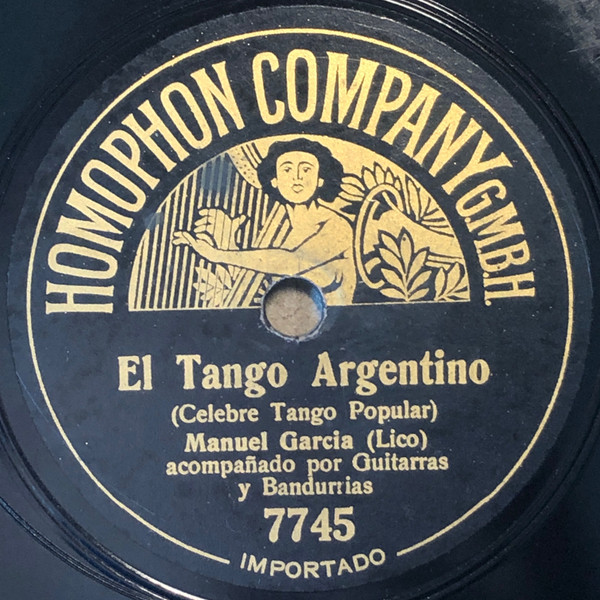 HOMOPHON COMPANY G.M.B.H.
El Tango Argentino
(Celebre Tango Popular)
Manuel Garcia (Lico)
acompañado por Guitarras
y Bandurrias
7745
IMPORTADO